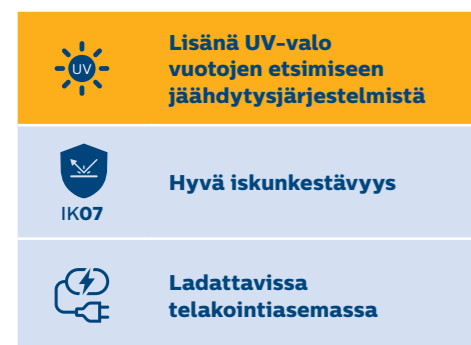 UV
Lisänä UV-valo
vuotojen etsimiseen
jäähdytysjärjestelmistä
IK07
Hyvä iskunkestävyys
Ladattavissa
telakointiasemassa